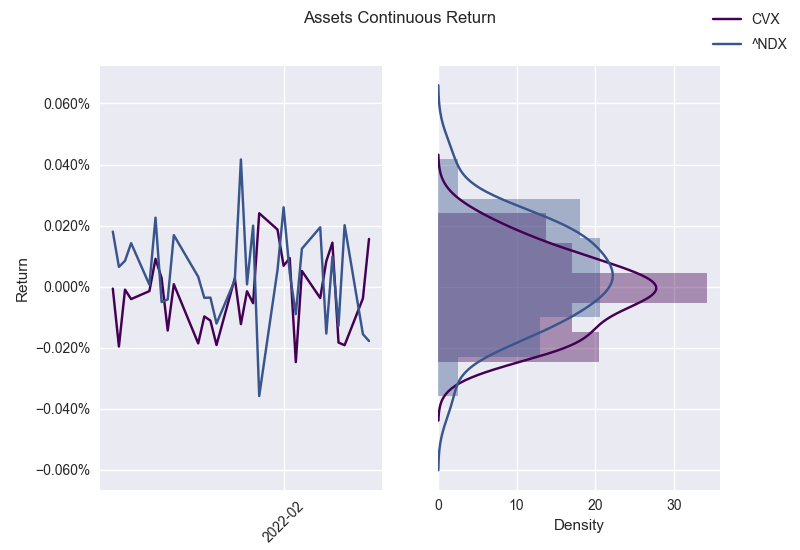 Assets Continuous Return
CVX
^NDX
0.060%
0.040%
0.020%
0.000%
−0.020%
−0.040%
−0.060%
Return
2022-02
0 10 20 30
Density